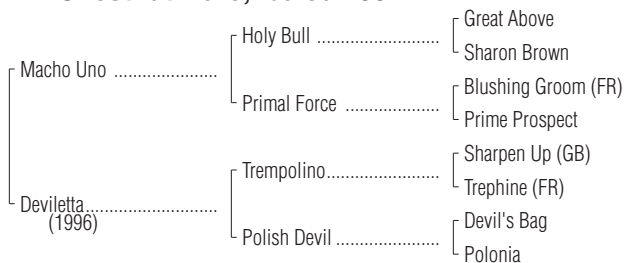 Great Above
Holy Bull ..............................
Sharon Brown
Macho Uno ..........................
Blushing Groom (FR)
Primal Force .......................
Prime Prospect
Sharpen Up (GB)
Trempolino............................
Trephine (FR)
Deviletta.................................
(1996)
Devil's Bag
Polish Devil ..........................
Polonia